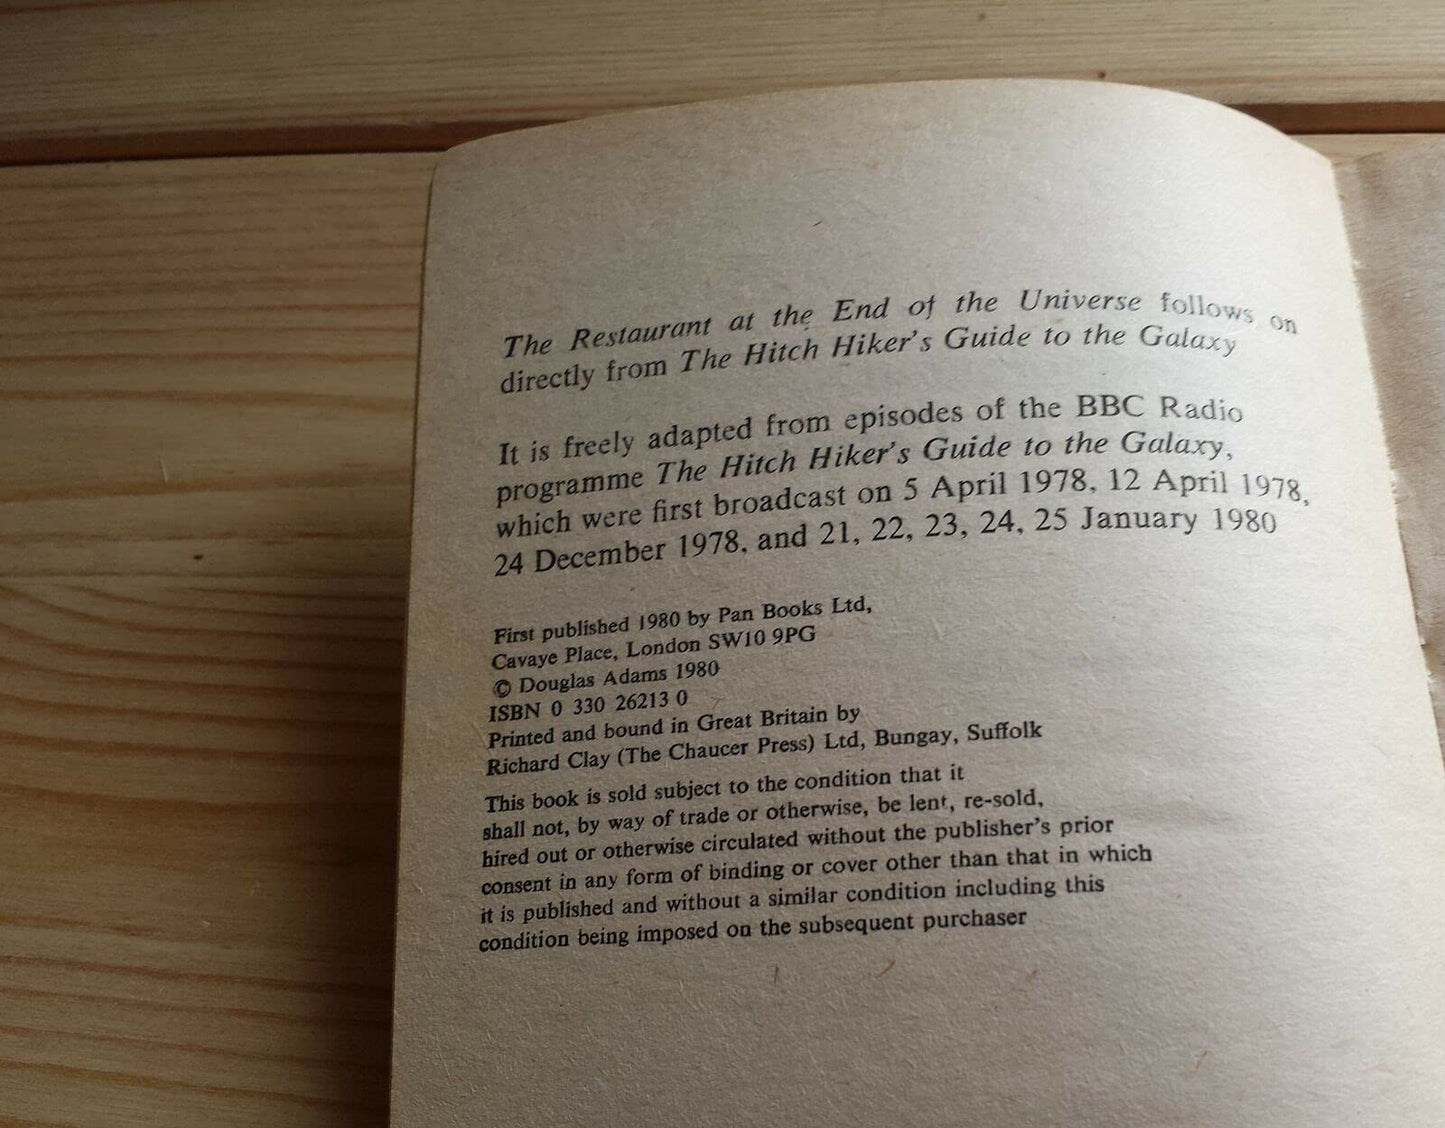 The Restaurant at the End of the Universe follows on
directly from The Hitch Hiker's Guide to the Galaxy
It is freely adapted from episodes of the BBC Radio
programme The Hitch Hiker's Guide to the Galaxy,
which were first broadcast on 5 April 1978, 12 April 1978,
24 December 1978, and 21, 22, 23, 24, 25 January 1980
First published 1980 by Pan Books Ltd,
Cavaye Place, London SW10 9PG
© Douglas Adams 1980
ISBN 0 330 26213 0
Printed and bound in Great Britain by
Richard Clay (The Chaucer Press) Ltd, Bungay, Suffolk
This book is sold subject to the condition that it
shall not, by way of trade or otherwise, be lent, re-sold,
hired out or otherwise circulated without the publisher's prior
consent in any form of binding or cover other than that in which
it is published and without a similar condition including this
condition being imposed on the subsequent purchaser